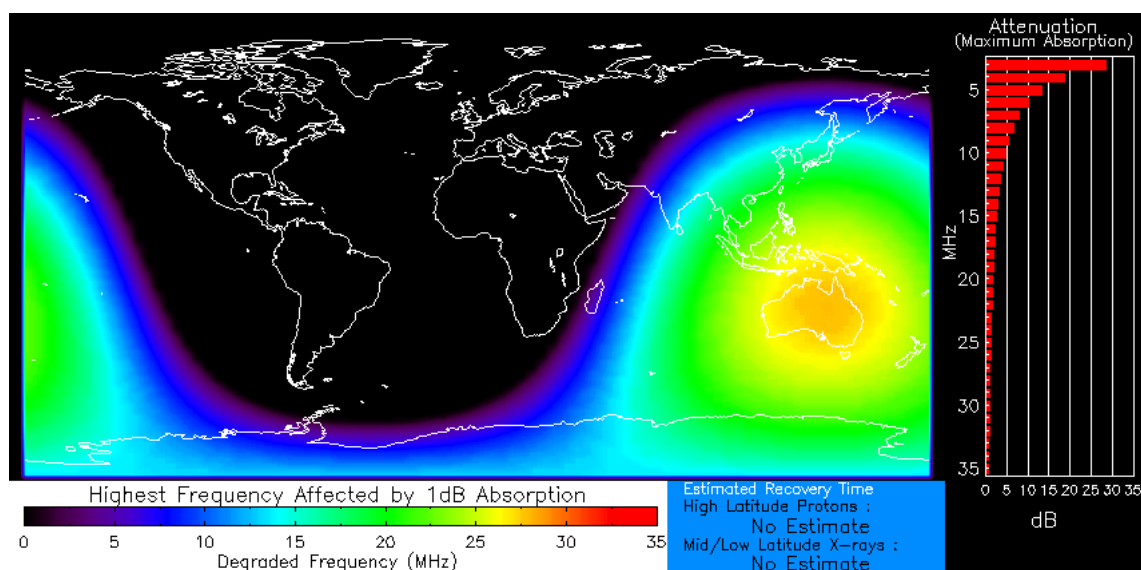 Attenuation
(Maximum Absorption)
5
10
15
20
25
30
35
MHz
0 5 10 15 20 25 30 35
dB
Highest Frequency Affected by 1dB Absorption
0 5 10 15 20 25 30 35
Degraded Frequency (MHz)
Estimated Recovery Time
High Latitude Protons :
No Estimate
Mid/Low Latitude X-rays :
No Estimate